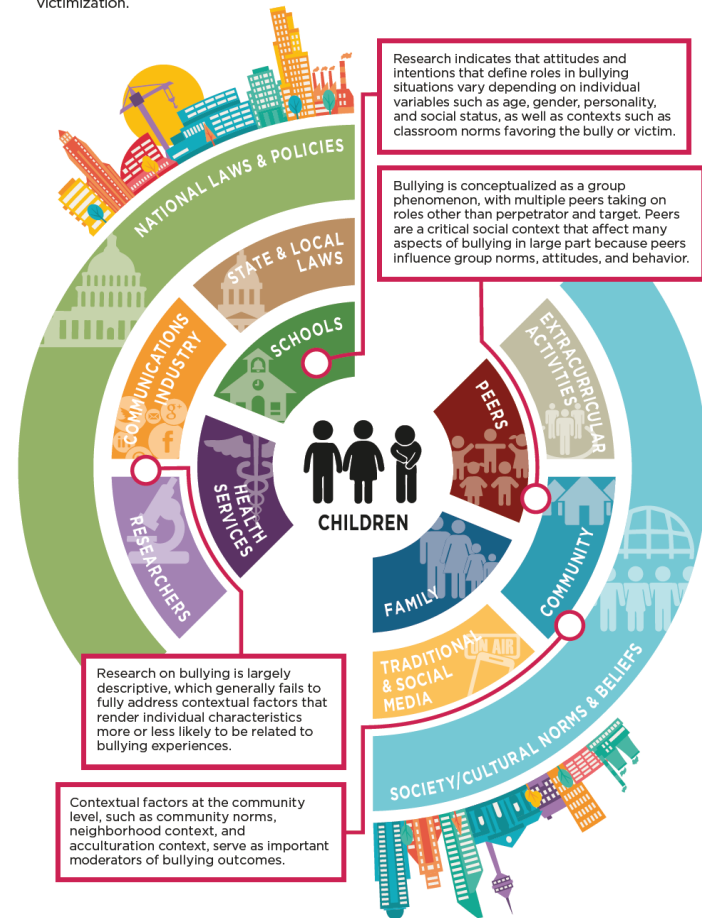 victimization.
Research indicates that attitudes and
intentions that define roles in bullying
situations vary depending on individual
variables such as age, gender, personality,
and social status, as well as contexts such as
classroom norms favoring the bully or victim.
Bullying is conceptualized as a group
phenomenon, with multiple peers taking on
roles other than perpetrator and target. Peers
are a critical social context that affect many
aspects of bullying in large part because peers
influence group norms, attitudes, and behavior.
NATIONAL LAWS & POLICIES
STATE & LOCAL
LAWS
SCHOOLS
COMMUNICATIONS
INDUSTRY
g+
f
HEALTH
SERVICES
RESEARCHERS
CHILDREN
PEERS
EXTRACURRICULAR
ACTIVITIES
COMMUNITY
FAMILY
TRADITIONAL
& SOCIAL
MEDIA
ON AIR
SOCIETY/CULTURAL NORMS & BELIEFS
Research on bullying is largely
descriptive, which generally fails to
fully address contextual factors that
render individual characteristics
more or less likely to be related to
bullying experiences.
Contextual factors at the community
level, such as community norms,
neighborhood context, and
acculturation context, serve as important
moderators of bullying outcomes.